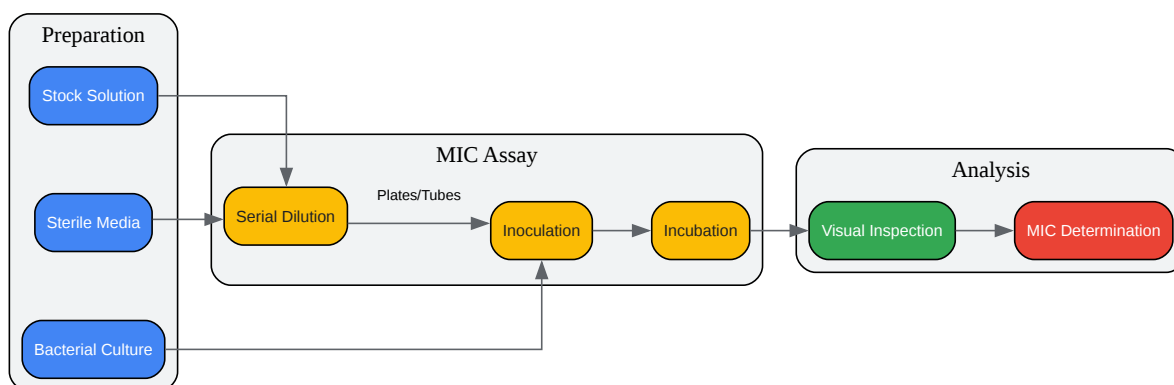 Preparation
Stock Solution
Sterile Media
Bacterial Culture
MIC Assay
Serial Dilution
Plates/Tubes
Inoculation
Incubation
Analysis
Visual Inspection
MIC Determination